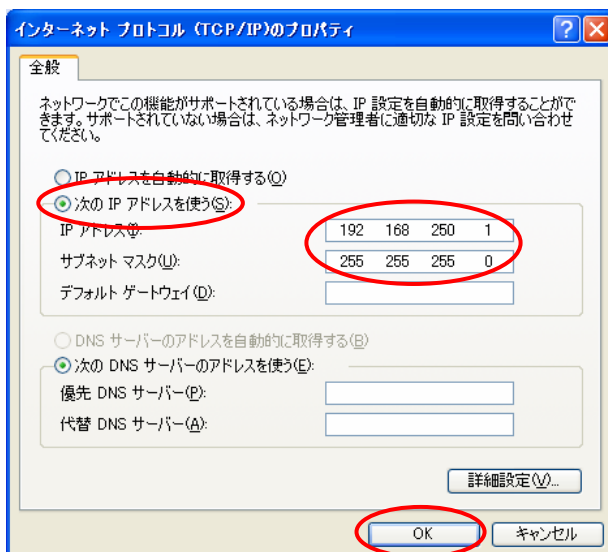 インターネット プロトコル (TCP/IP)のプロパティ
全般
ネットワークでこの機能がサポートされている場合は、IP 設定を自動的に取得することがで
きます。サポートされていない場合は、ネットワーク管理者に適切な IP 設定を問い合わせ
てください。
IP アドレスを自動的に取得する(O)
次の IP アドレスを使う(S):
IP アドレス(I): 192 168 250 1
サブネット マスク(U): 255 255 255 0
デフォルト ゲートウェイ(D):
DNS サーバーのアドレスを自動的に取得する(B)
次の DNS サーバーのアドレスを使う(E):
優先 DNS サーバー(P):
代替 DNS サーバー(A):
詳細設定(V)...
OK キャンセル